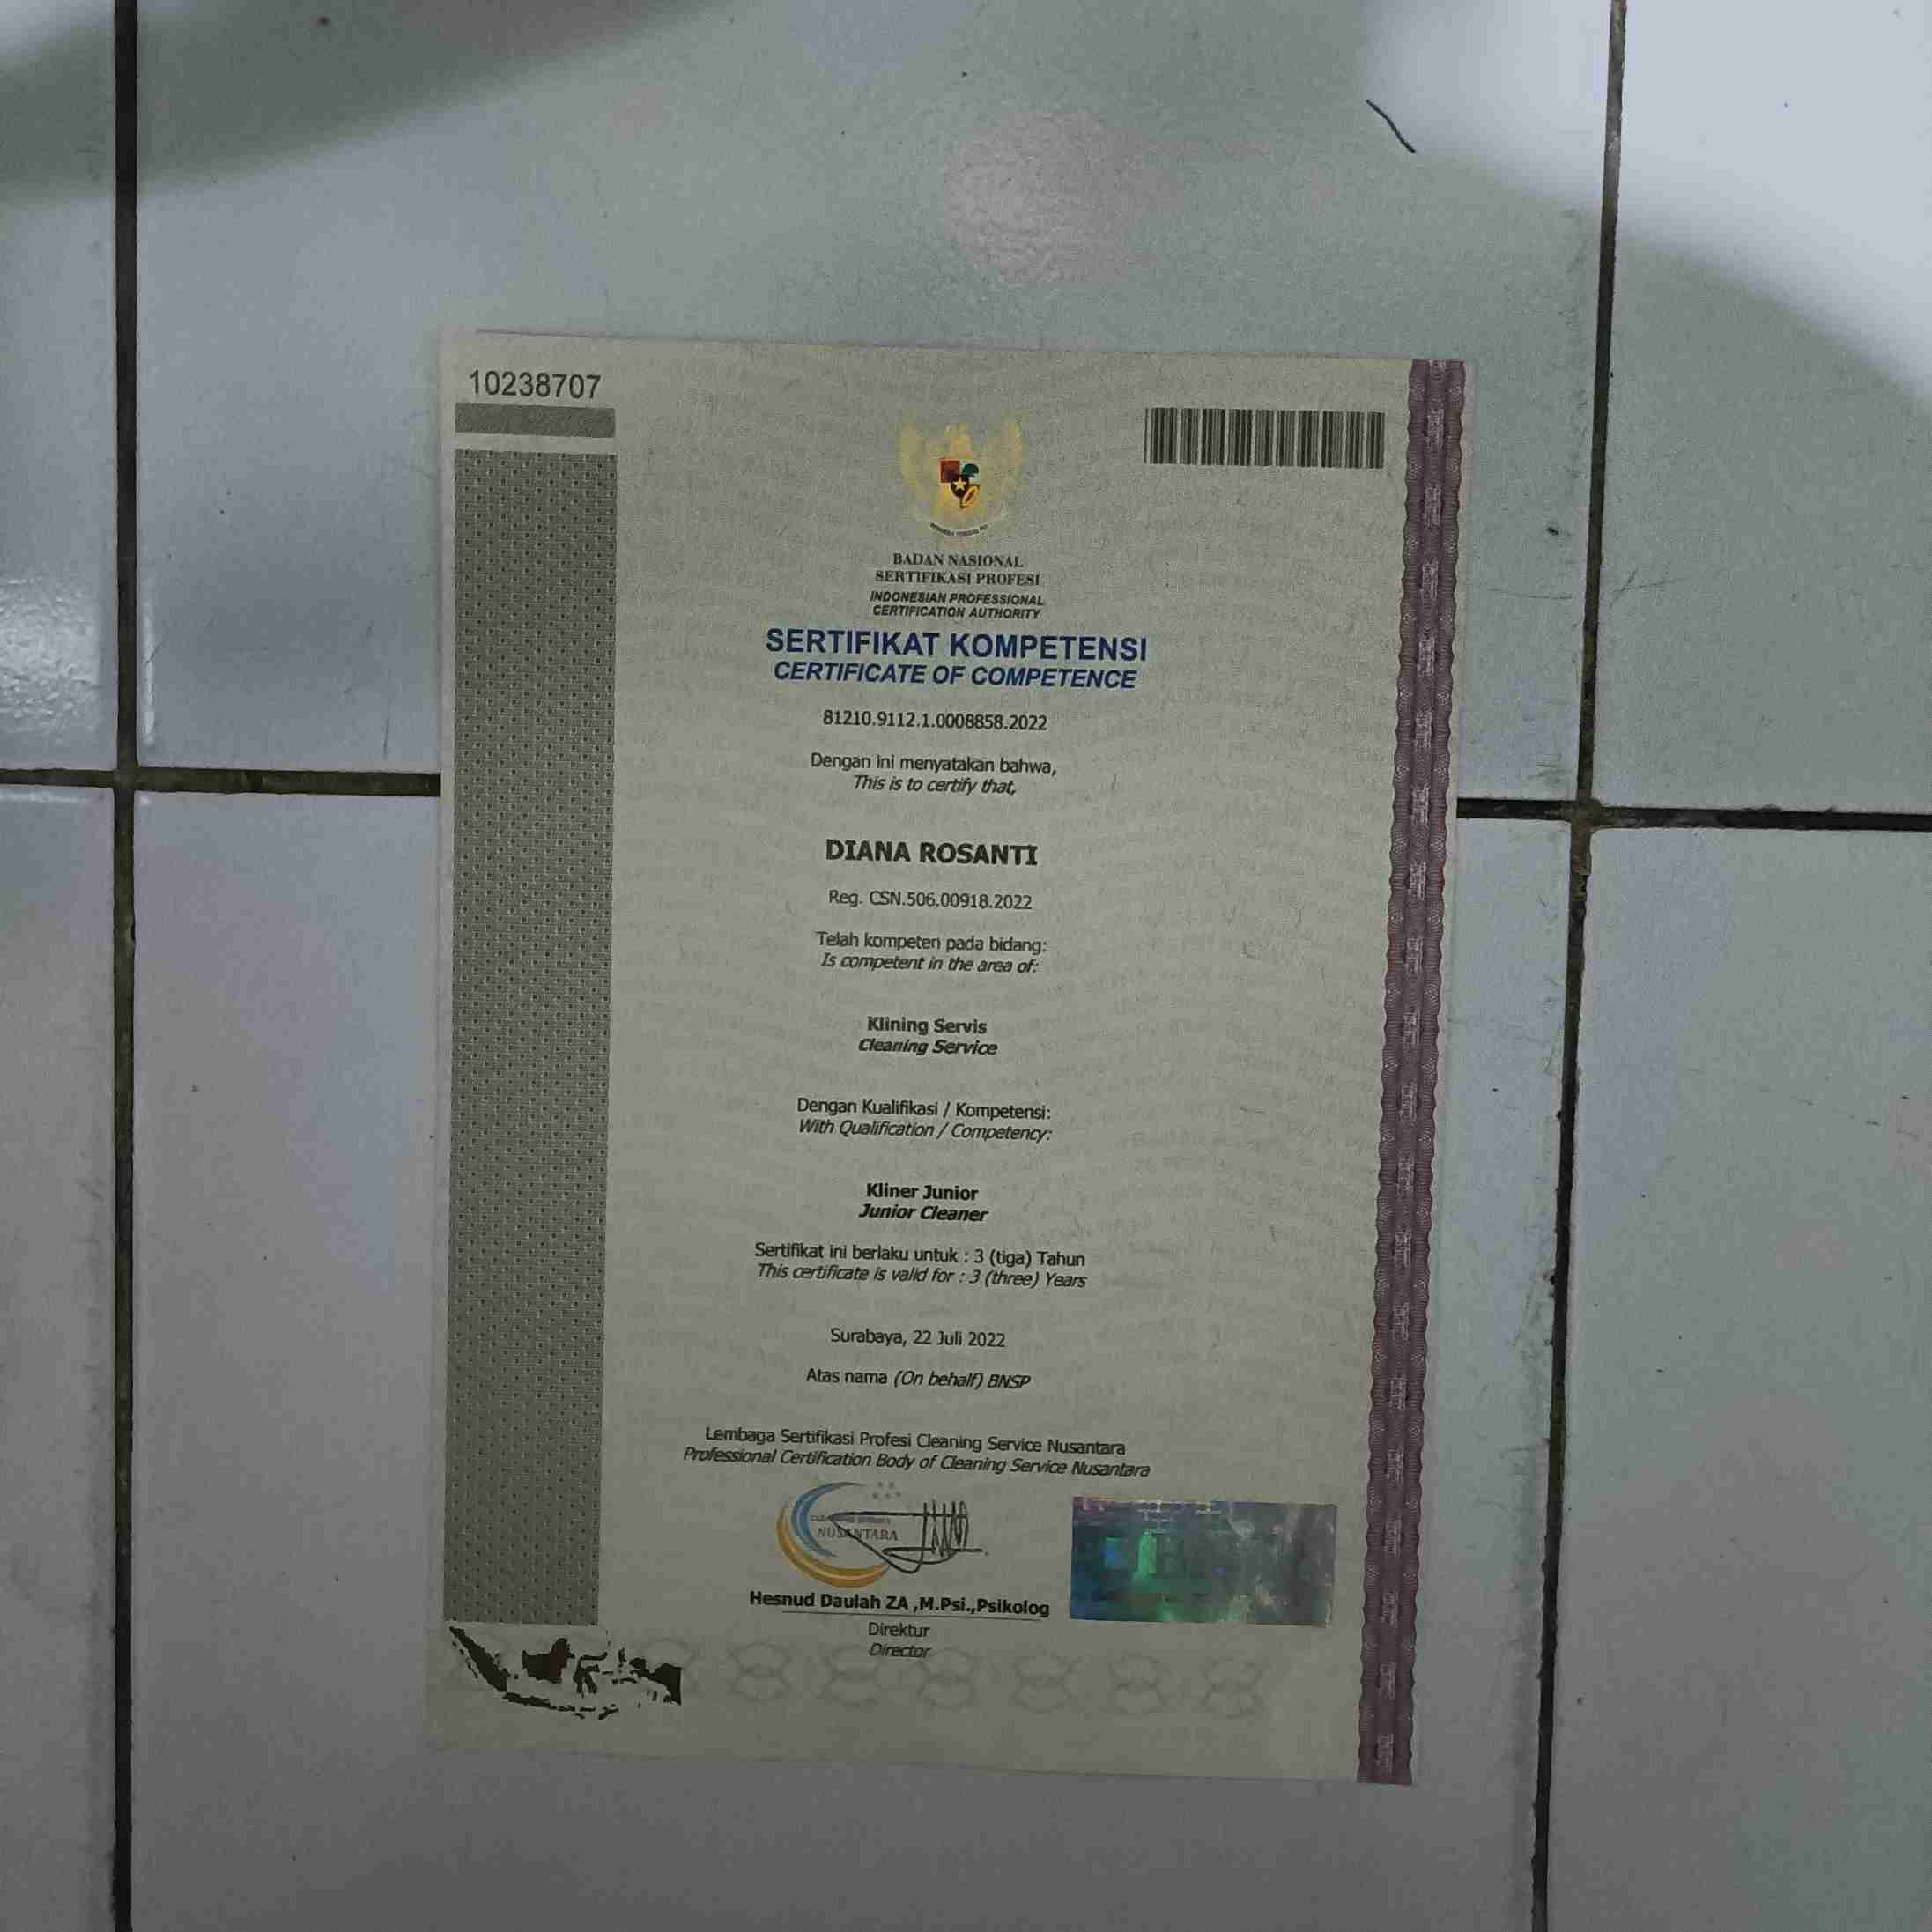 10238707
BADAN NASIONAL
SERTIFIKASI PROFESI
INDONESIAN PROFESSIONAL
CERTIFICATION AUTHORITY
SERTIFIKAT KOMPETENSI
CERTIFICATE OF COMPETENCE
81210.9112.1.0008858.2022
Dengan ini menyatakan bahwa,
This is to certify that,
DIANA ROSANTI
Reg. CSN.506.00918.2022
Telah kompeten pada bidang:
Is competent in the area of:
Klining Servis
Cleaning Service
Dengan Kualifikasi / Kompetensi:
With Qualification / Competency:
Kliner Junior
Junior Cleaner
Sertifikat ini berlaku untuk : 3 (tiga) Tahun
This certificate is valid for : 3 (three) Years
Surabaya, 22 Juli 2022
Atas nama (On behalf) BNSP
Lembaga Sertifikasi Profesi Cleaning Service Nusantara
Professional Certification Body of Cleaning Service Nusantara
NUSANTARA
Hesnud Daulah ZA ,M.Psi.,Psikolog
Direktur
Director